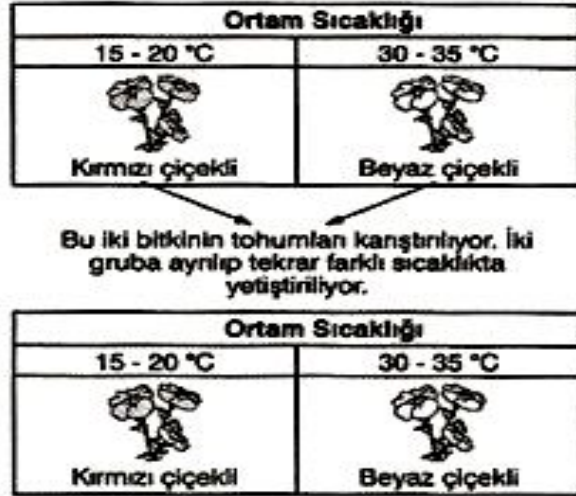 Ortam Sıcaklığı
15 - 20 °C 30 - 35 °C
Kırmızı çiçekli Beyaz çiçekli
Bu iki bitkinin tohumları karıştırılıyor. İki
gruba ayrılıp tekrar farklı sıcaklıkta
yetiştiriliyor.
Ortam Sıcaklığı
15 - 20 °C 30 - 35 °C
Kırmızı çiçekli Beyaz çiçekli